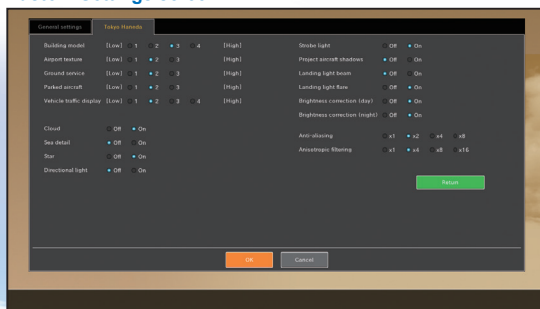 General settings Tokyo Haneda
Building model [Low] 1 2 3 4 [High]
Airport texture [Low] 1 2 3 [High]
Ground service [Low] 1 2 3 [High]
Parked aircraft [Low] 1 2 3 [High]
Vehicle traffic display [Low] 1 2 3 4 [High]
Cloud Off On
Sea detail Off On
Star Off On
Directional light Off On
Strobe light Off On
Project aircraft shadows Off On
Landing light beam Off On
Landing light flare Off On
Brightness correction (day) Off On
Brightness correction (night) Off On
Anti-aliasing x1 x2 x4 x8
Anisotropic filtering x1 x4 x8 x16
Return
OK Cancel